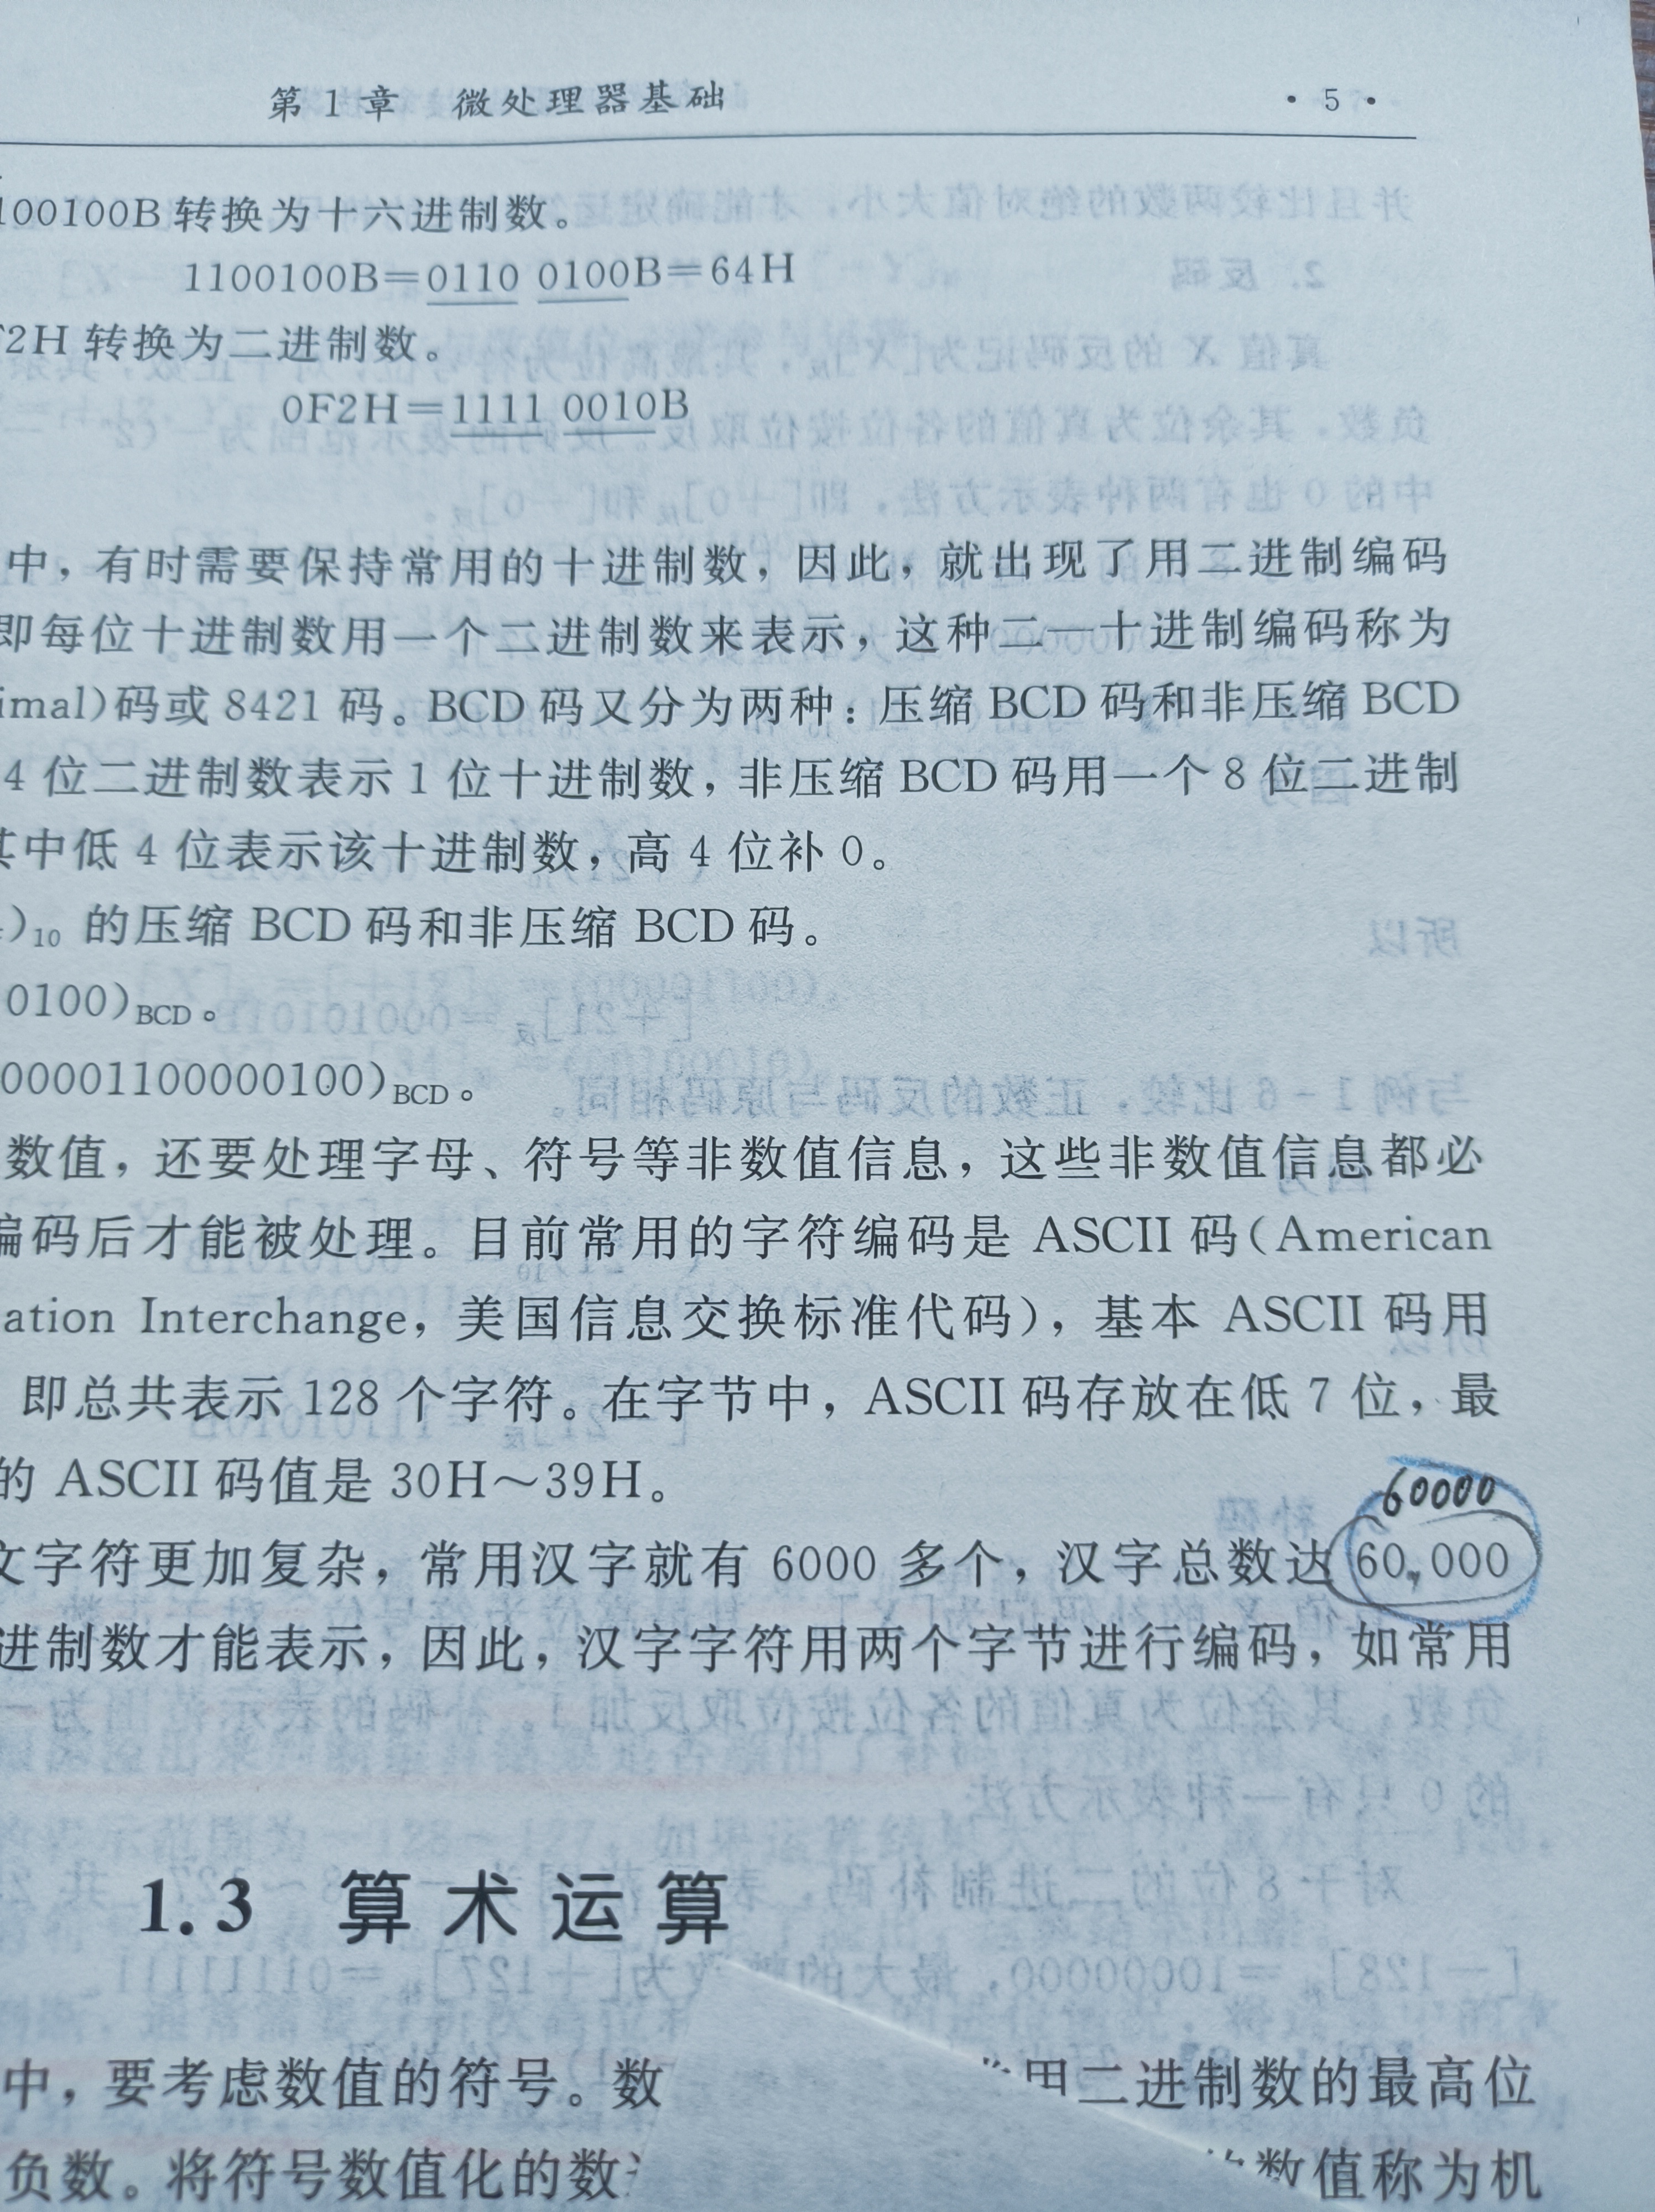 第 1 章　微处理器基础
• 5 •
100100B 转换为十六进制数。
1100100B=0110 0100B=64H
F2H 转换为二进制数。
0F2H=1111 0010B
中，有时需要保持常用的十进制数，因此，就出现了用二进制编码
即每位十进制数用一个二进制数来表示，这种二—十进制编码称为
imal)码或 8421 码。BCD 码又分为两种：压缩 BCD 码和非压缩 BCD
4 位二进制数表示 1 位十进制数，非压缩 BCD 码用一个 8 位二进制
其中低 4 位表示该十进制数，高 4 位补 0。
)10 的压缩 BCD 码和非压缩 BCD 码。
0100)BCD。
00001100000100)BCD。
数值，还要处理字母、符号等非数值信息，这些非数值信息都必
编码后才能被处理。目前常用的字符编码是 ASCII 码(American
ation Interchange，美国信息交换标准代码)，基本 ASCII 码用
即总共表示 128 个字符。在字节中，ASCII 码存放在低 7 位，最
的 ASCII 码值是 30H～39H。
60000
文字符更加复杂，常用汉字就有 6000 多个，汉字总数达 60,000
进制数才能表示，因此，汉字字符用两个字节进行编码，如常用
1.3　算术运算
中，要考虑数值的符号。数 用二进制数的最高位
负数。将符号数值化的数 数值称为机